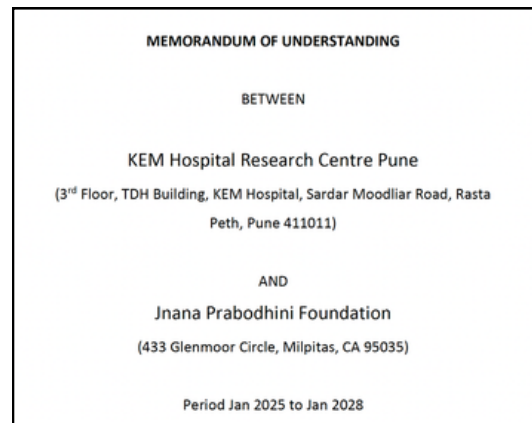 MEMORANDUM OF UNDERSTANDING
BETWEEN
KEM Hospital Research Centre Pune
(3rd Floor, TDH Building, KEM Hospital, Sardar Moodliar Road, Rasta
Peth, Pune 411011)
AND
Jnana Prabodhini Foundation
(433 Glenmoor Circle, Milpitas, CA 95035)
Period Jan 2025 to Jan 2028